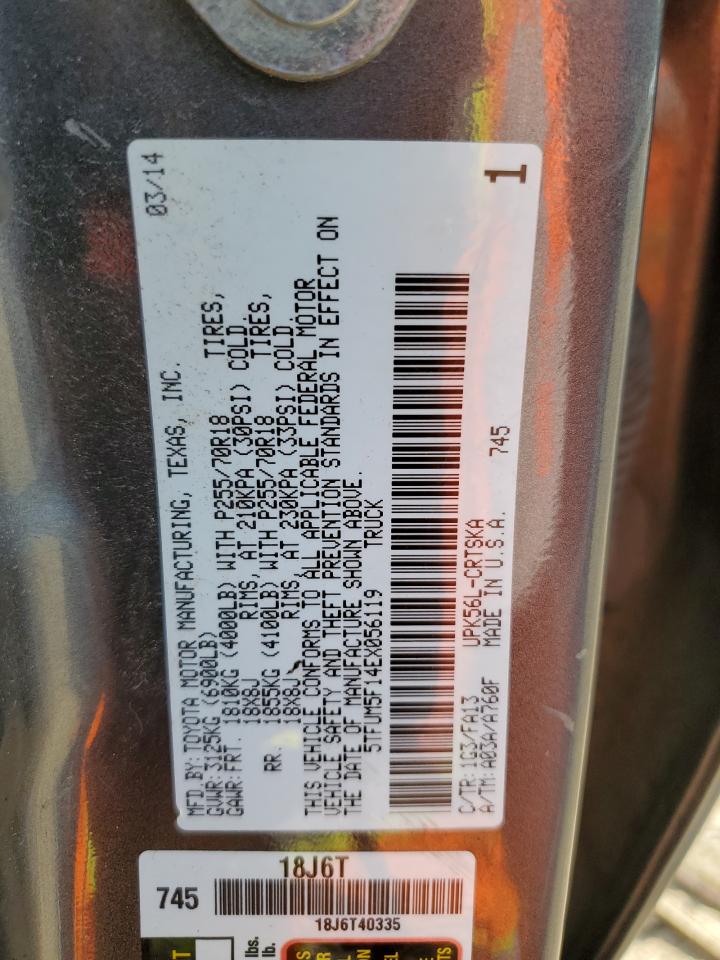 MFD.BY:TOYOTA MOTOR MANUFACTURING, TEXAS, INC. 03/14
GVWR:3125KG (6900LB)
GAWR:FRT. 1810KG (4000LB) WITH P255/70R18 TIRES,
18X8J RIMS, AT 210KPA (30PSI) COLD
RR. 1855KG (4100LB) WITH P255/70R18 TIRES,
18X8J RIMS AT 230KPA (33PSI) COLD.
THIS VEHICLE CONFORMS TO ALL APPLICABLE FEDERAL MOTOR
VEHICLE SAFETY AND THEFT PREVENTION STANDARDS IN EFFECT ON
THE DATE OF MANUFACTURE SHOWN ABOVE.
5TFUM5F14EX056119 TRUCK
C/TR:1G3/FA13 UPK56L-CRTSKA
A/TM:A03A/A760F MADE IN U.S.A. 745
1
18J6T
745
18J6T40335
lbs.
lb.